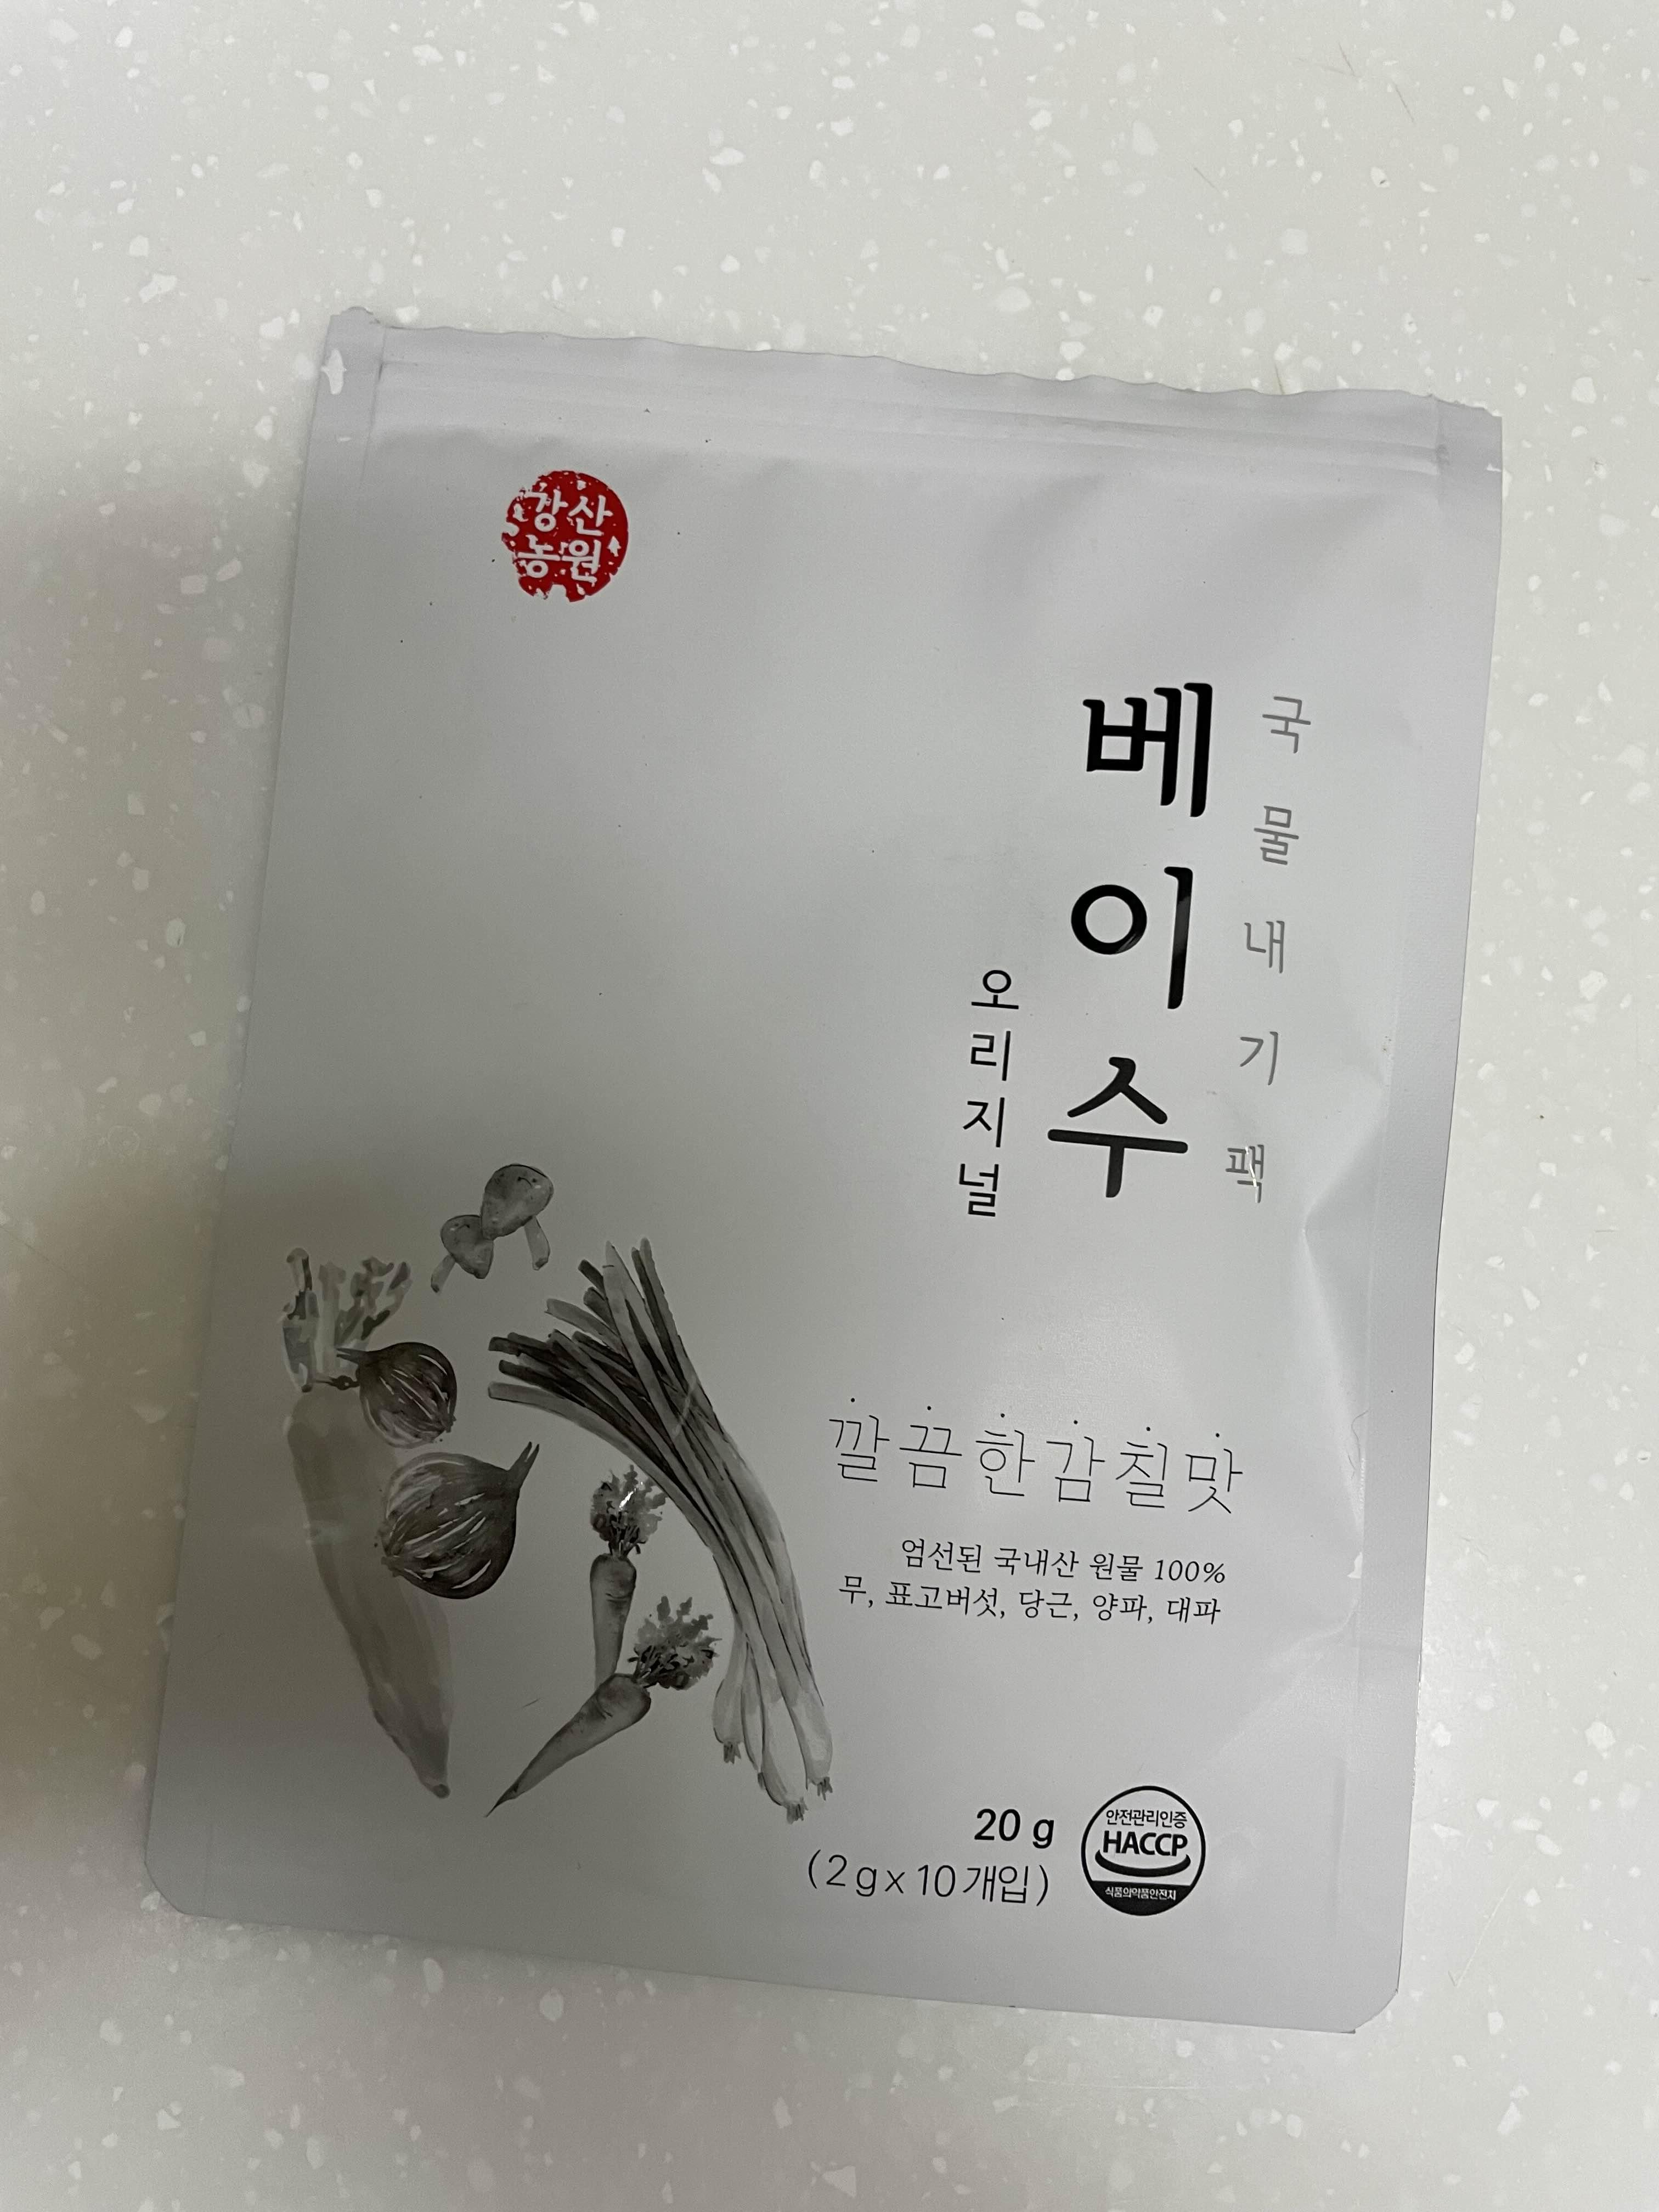 강산
농원
국물내기팩
베이수
오리지널
깔끔한감칠맛
엄선된 국내산 원물 100%
무, 표고버섯, 당근, 양파, 대파
20 g
(2 g x 10 개입)
안전관리인증
HACCP
식품의약품안전처